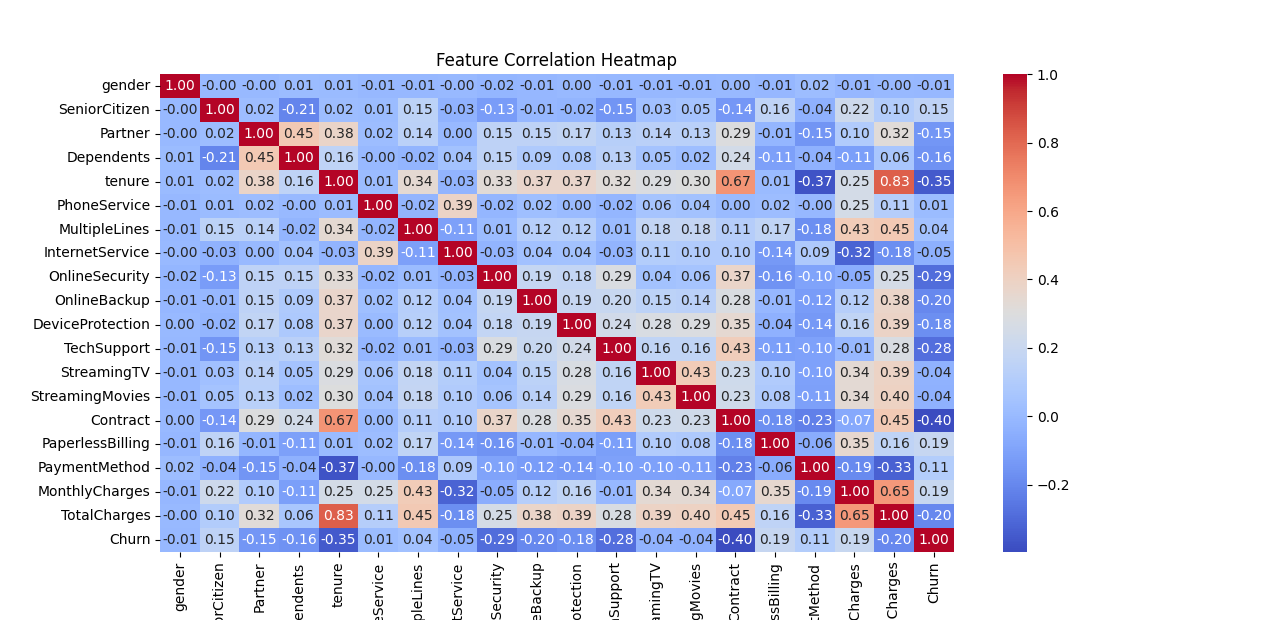 Feature Correlation Heatmap
gender 1.00 -0.00 -0.00 0.01 0.01 -0.01 -0.01 -0.00 -0.02 -0.01 0.00 -0.01 -0.01 -0.01 0.00 -0.01 0.02 -0.01 -0.00 -0.01 1.0
SeniorCitizen -0.00 1.00 0.02 -0.21 0.02 0.01 0.15 -0.03 -0.13 -0.01 -0.02 -0.15 0.03 0.05 -0.14 0.16 -0.04 0.22 0.10 0.15
Partner -0.00 0.02 1.00 0.45 0.38 0.02 0.14 0.00 0.15 0.15 0.17 0.13 0.14 0.13 0.29 -0.01 -0.15 0.10 0.32 -0.15
0.8
Dependents 0.01 -0.21 0.45 1.00 0.16 -0.00 -0.02 0.04 0.15 0.09 0.08 0.13 0.05 0.02 0.24 -0.11 -0.04 -0.11 0.06 -0.16
tenure 0.01 0.02 0.38 0.16 1.00 0.01 0.34 -0.03 0.33 0.37 0.37 0.32 0.29 0.30 0.67 0.01 -0.37 0.25 0.83 -0.35
PhoneService -0.01 0.01 0.02 -0.00 0.01 1.00 -0.02 0.39 -0.02 0.02 0.00 -0.02 0.06 0.04 0.00 0.02 -0.00 0.25 0.11 0.01
0.6
MultipleLines -0.01 0.15 0.14 -0.02 0.34 -0.02 1.00 -0.11 0.01 0.12 0.12 0.01 0.18 0.18 0.11 0.17 -0.18 0.43 0.45 0.04
InternetService -0.00 -0.03 0.00 0.04 -0.03 0.39 -0.11 1.00 -0.03 0.04 0.04 -0.03 0.11 0.10 0.10 -0.14 0.09 -0.32 -0.18 -0.05
OnlineSecurity -0.02 -0.13 0.15 0.15 0.33 -0.02 0.01 -0.03 1.00 0.19 0.18 0.29 0.04 0.06 0.37 -0.16 -0.10 -0.05 0.25 -0.29
0.4
OnlineBackup -0.01 -0.01 0.15 0.09 0.37 0.02 0.12 0.04 0.19 1.00 0.19 0.20 0.15 0.14 0.28 -0.01 -0.12 0.12 0.38 -0.20
DeviceProtection 0.00 -0.02 0.17 0.08 0.37 0.00 0.12 0.04 0.18 0.19 1.00 0.24 0.28 0.29 0.35 -0.04 -0.14 0.16 0.39 -0.18
TechSupport -0.01 -0.15 0.13 0.13 0.32 -0.02 0.01 -0.03 0.29 0.20 0.24 1.00 0.16 0.16 0.43 -0.11 -0.10 -0.01 0.28 -0.28
0.2
StreamingTV -0.01 0.03 0.14 0.05 0.29 0.06 0.18 0.11 0.04 0.15 0.28 0.16 1.00 0.43 0.23 0.10 -0.10 0.34 0.39 -0.04
StreamingMovies -0.01 0.05 0.13 0.02 0.30 0.04 0.18 0.10 0.06 0.14 0.29 0.16 0.43 1.00 0.23 0.08 -0.11 0.34 0.40 -0.04
Contract 0.00 -0.14 0.29 0.24 0.67 0.00 0.11 0.10 0.37 0.28 0.35 0.43 0.23 0.23 1.00 -0.18 -0.23 -0.07 0.45 -0.40
0.0
PaperlessBilling -0.01 0.16 -0.01 -0.11 0.01 0.02 0.17 -0.14 -0.16 -0.01 -0.04 -0.11 0.10 0.08 -0.18 1.00 -0.06 0.35 0.16 0.19
PaymentMethod 0.02 -0.04 -0.15 -0.04 -0.37 -0.00 -0.18 0.09 -0.10 -0.12 -0.14 -0.10 -0.10 -0.11 -0.23 -0.06 1.00 -0.19 -0.33 0.11
−0.2
MonthlyCharges -0.01 0.22 0.10 -0.11 0.25 0.25 0.43 -0.32 -0.05 0.12 0.16 -0.01 0.34 0.34 -0.07 0.35 -0.19 1.00 0.65 0.19
TotalCharges -0.00 0.10 0.32 0.06 0.83 0.11 0.45 -0.18 0.25 0.38 0.39 0.28 0.39 0.40 0.45 0.16 -0.33 0.65 1.00 -0.20
Churn -0.01 0.15 -0.15 -0.16 -0.35 0.01 0.04 -0.05 -0.29 -0.20 -0.18 -0.28 -0.04 -0.04 -0.40 0.19 0.11 0.19 -0.20 1.00
gender
orCitizen
Partner
endents
tenure
eService
pleLines
tService
Security
eBackup
otection
Support
amingTV
gMovies
Contract
ssBilling
tMethod
Charges
Charges
Churn